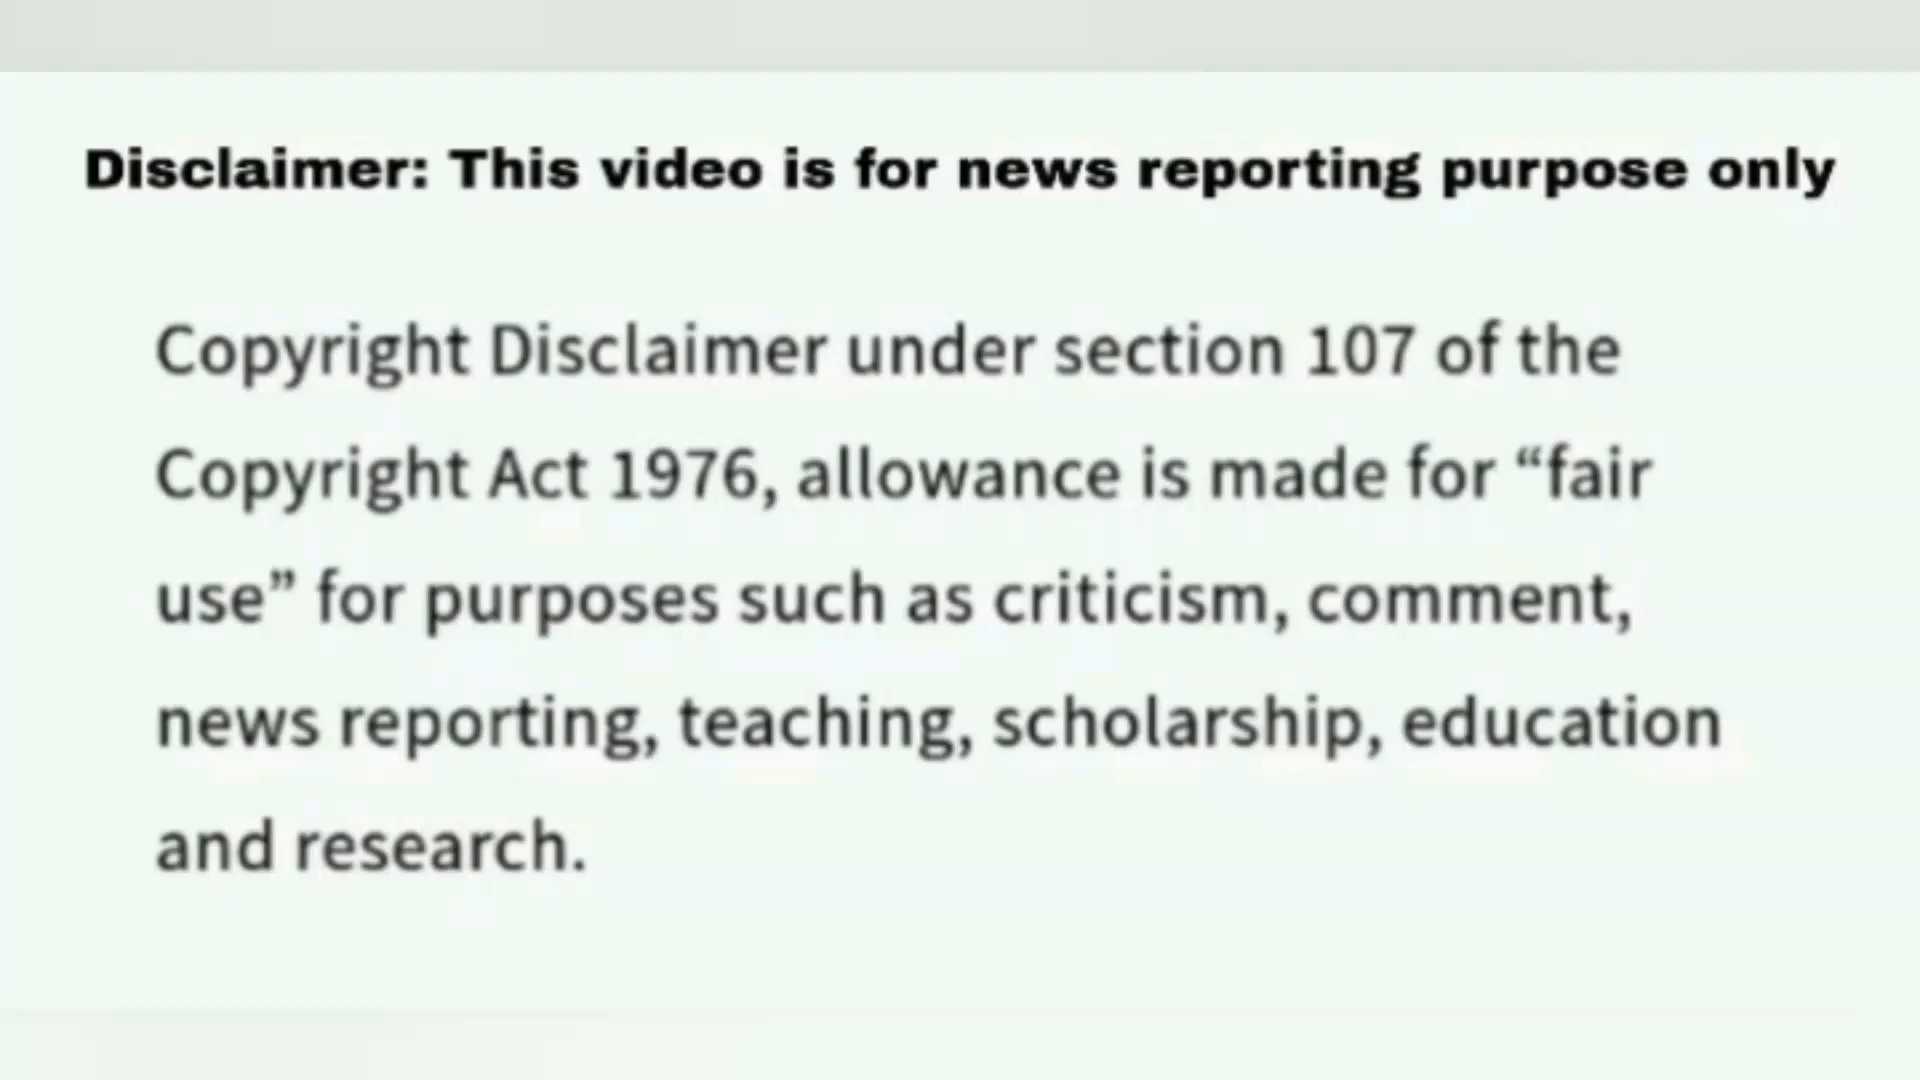 Disclaimer: This video is for news reporting purpose only
Copyright Disclaimer under section 107 of the
Copyright Act 1976, allowance is made for “fair
use” for purposes such as criticism, comment,
news reporting, teaching, scholarship, education
and research.